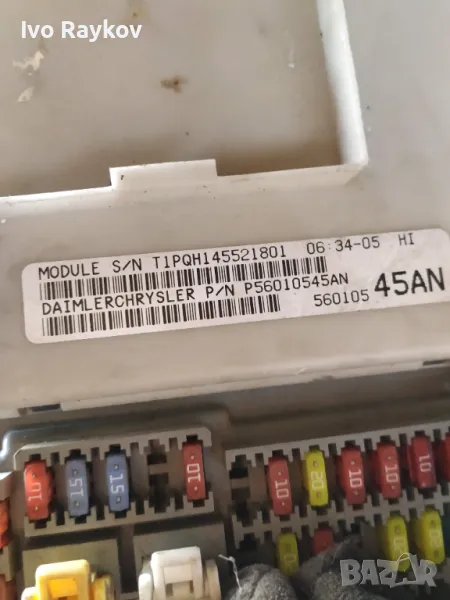 Ivo Raykov
MODULE S/N T1PQH145521801 06:34-05 HI
DAIMLERCHRYSLER P/N P56010545AN
560105 45AN
10 15 15 10 10 20 10 10 10
BAZAR